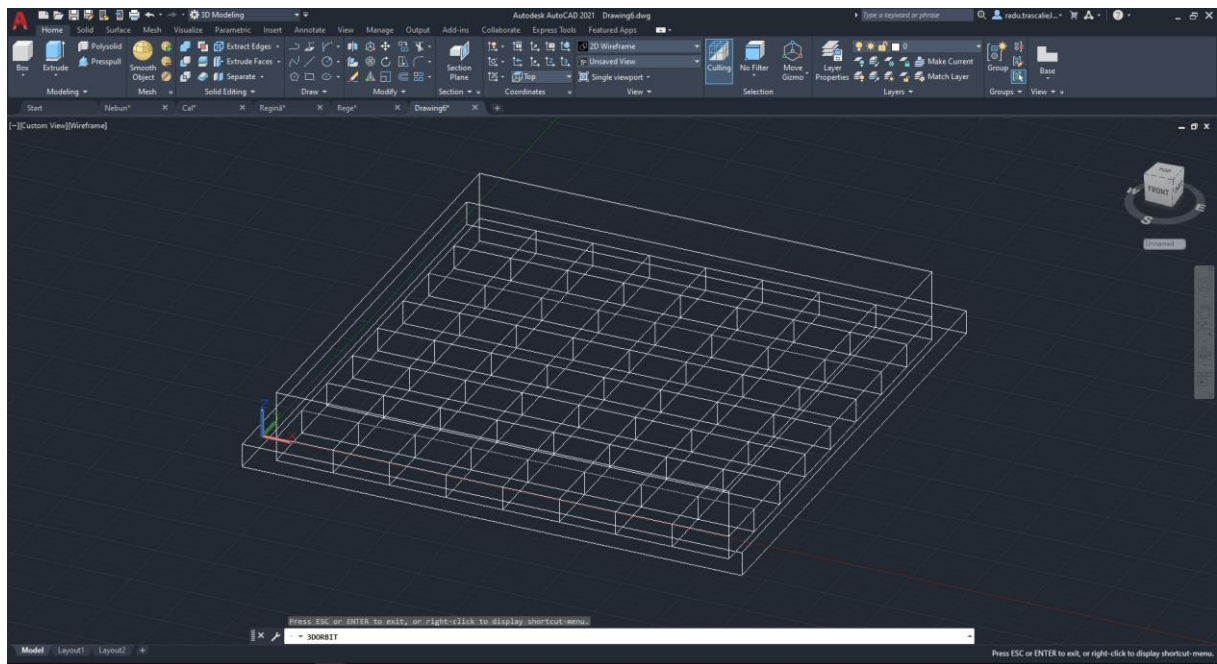 3D Modeling
Autodesk AutoCAD 2021 Drawing6.dwg
Type a keyword or phrase
radu.trascaliel...
Home Solid Surface Mesh Visualize Parametric Insert Annotate View Manage Output Add-ins Collaborate Express Tools Featured Apps
Polysolid
Presspull
Box
Extrude
Smooth
Object
Extract Edges
Extrude Faces
Separate
Section
Plane
2D Wireframe
Unsaved View
Top
Single viewport
Culling
No Filter
Move
Gizmo
Layer
Properties
0
Make Current
Match Layer
Group
Base
Modeling Mesh Solid Editing Draw Modify Section Coordinates View Selection Layers Groups View
Start Nebun* Cal* Regină* Rege* Drawing6*
[-][Custom View][Wireframe]
TOP
FRONT
W
S
E
Unnamed
Z
Press ESC or ENTER to exit, or right-click to display shortcut-menu.
3DORBIT
Model Layout1 Layout2 +
Press ESC or ENTER to exit, or right-click to display shortcut-menu.